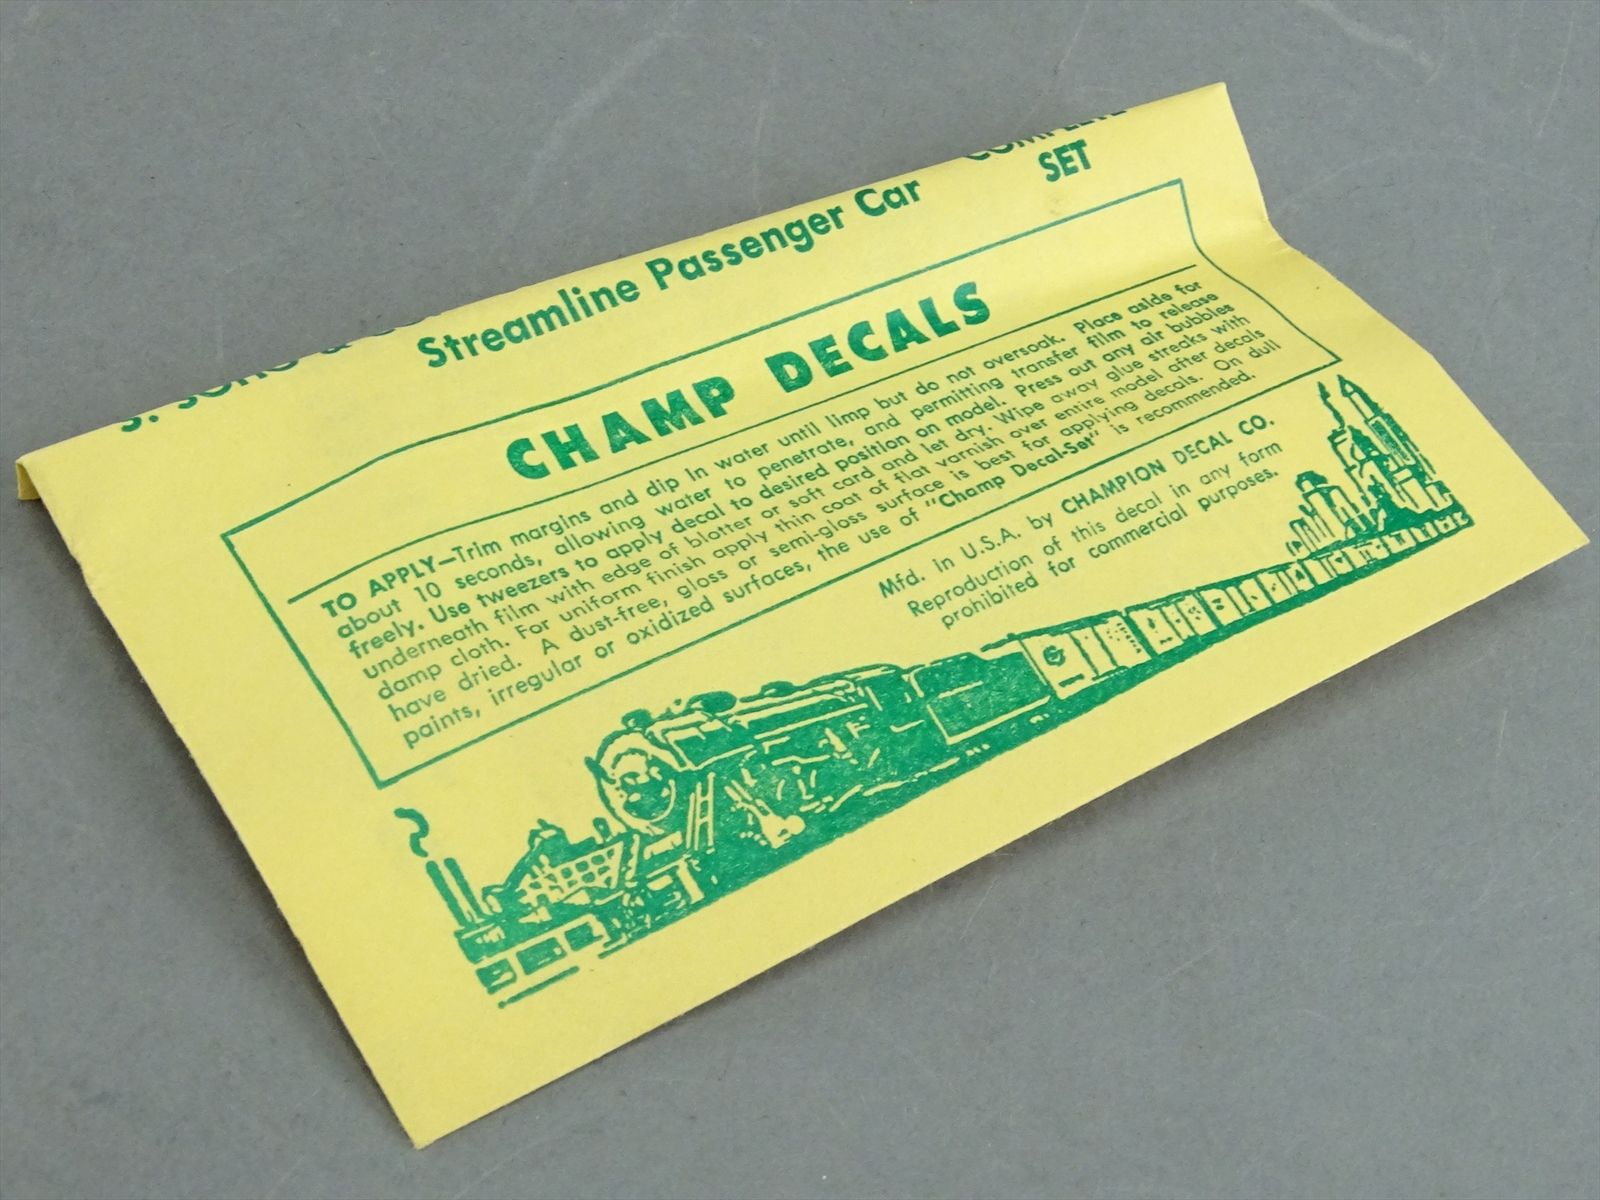 COMPLETE
SET
Streamline Passenger Car
CHAMP DECALS
TO APPLY—Trim margins and dip in water until limp but do not oversoak. Place aside for
about 10 seconds, allowing water to penetrate, and permitting transfer film to release
freely. Use tweezers to apply decal to desired position on model. Press out any air bubbles
underneath film with edge of blotter or soft card and let dry. Wipe away glue streaks with
damp cloth. For uniform finish apply thin coat of flat varnish over entire model after decals
have dried. A dust-free, gloss or semi-gloss surface is best for applying decals. On dull
paints, irregular or oxidized surfaces, the use of "Champ Decal-Set" is recommended.
Mfd. in U.S.A. by CHAMPION DECAL CO.
Reproduction of this decal in any form
prohibited for commercial purposes.